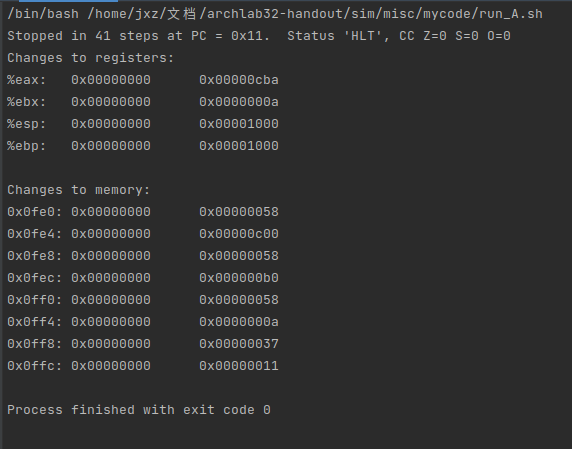 /bin/bash /home/jxz/文档/archlab32-handout/sim/misc/mycode/run_A.sh
Stopped in 41 steps at PC = 0x11.  Status 'HLT', CC Z=0 S=0 O=0
Changes to registers:
%eax:   0x00000000      0x00000cba
%ebx:   0x00000000      0x0000000a
%esp:   0x00000000      0x00001000
%ebp:   0x00000000      0x00001000

Changes to memory:
0x0fe0: 0x00000000      0x00000058
0x0fe4: 0x00000000      0x00000c00
0x0fe8: 0x00000000      0x00000058
0x0fec: 0x00000000      0x000000b0
0x0ff0: 0x00000000      0x00000058
0x0ff4: 0x00000000      0x0000000a
0x0ff8: 0x00000000      0x00000037
0x0ffc: 0x00000000      0x00000011

Process finished with exit code 0